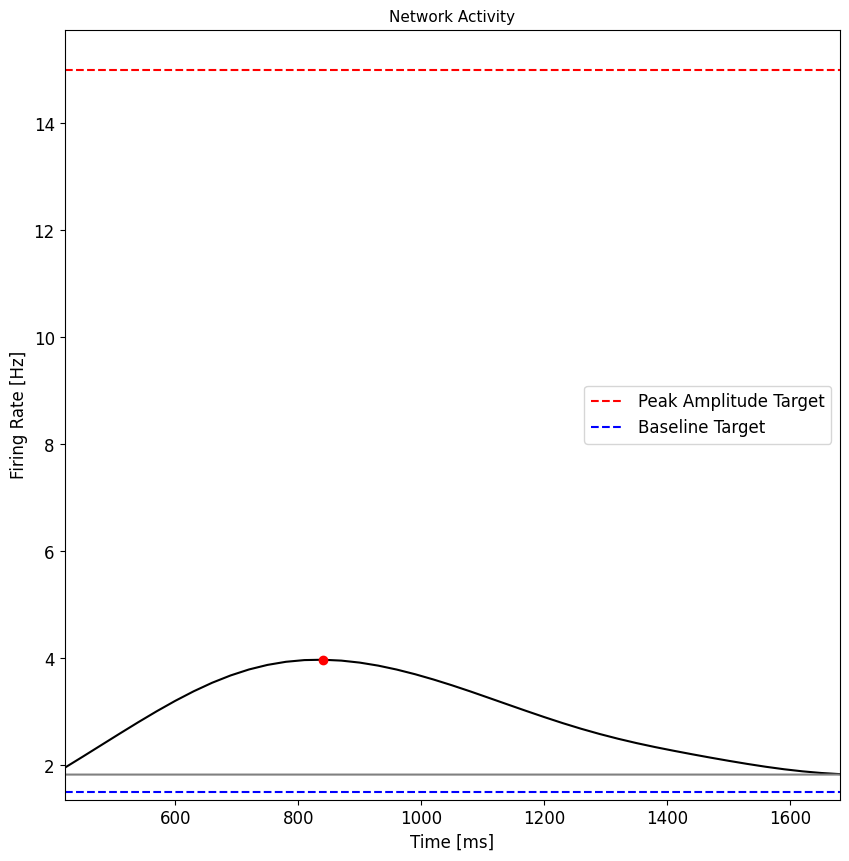 Network Activity
Firing Rate [Hz]
14
12
10
8
6
4
2
Peak Amplitude Target
Baseline Target
600
800
1000
1200
1400
1600
Time [ms]